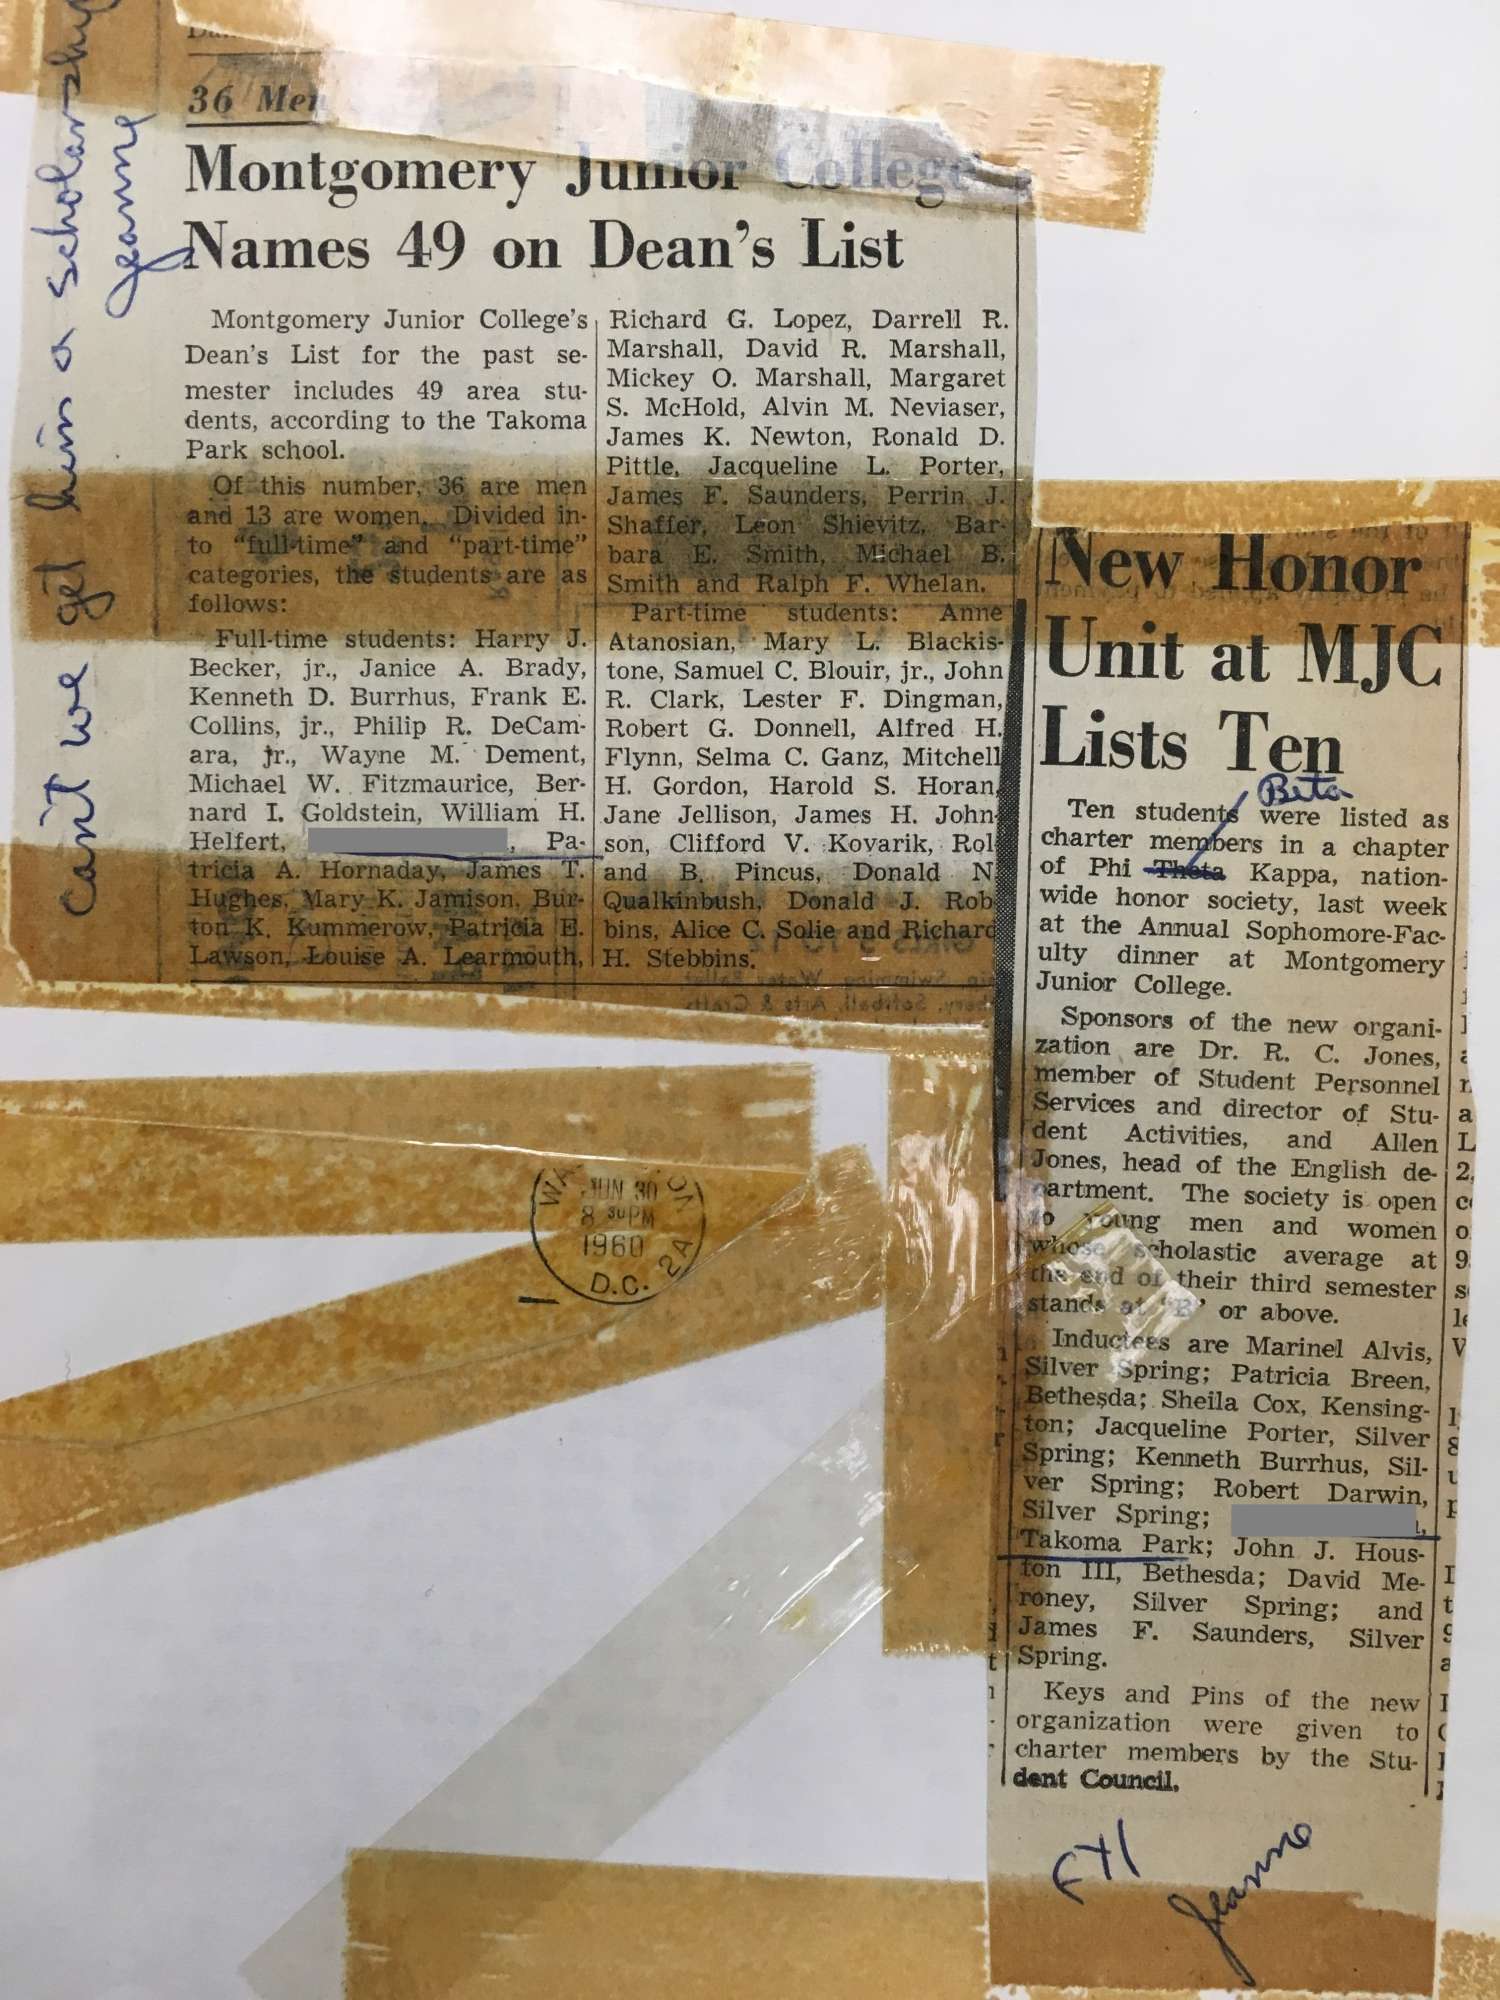 can't we get him a scholarship
Jeanne
36 Men
Montgomery Junior College
Names 49 on Dean's List
Montgomery Junior College's
Dean's List for the past se-
mester includes 49 area stu-
dents, according to the Takoma
Park school.
Of this number, 36 are men
and 13 are women. Divided in-
to "full-time" and "part-time"
categories, the students are as
follows:
Full-time students: Harry J.
Becker, jr., Janice A. Brady,
Kenneth D. Burrhus, Frank E.
Collins, jr., Philip R. DeCam-
ara, jr., Wayne M. Dement,
Michael W. Fitzmaurice, Ber-
nard I. Goldstein, William H.
Helfert, , Pa-
tricia A. Hornaday, James T.
Hughes, Mary K. Jamison, Bur-
ton K. Kummerow, Patricia E.
Lawson, Louise A. Learmouth,
Richard G. Lopez, Darrell R.
Marshall, David R. Marshall,
Mickey O. Marshall, Margaret
S. McHold, Alvin M. Neviaser,
James K. Newton, Ronald D.
Pittle, Jacqueline L. Porter,
James F. Saunders, Perrin J.
Shaffer, Leon Shievitz, Bar-
bara E. Smith, Michael B.
Smith and Ralph F. Whelan.
Part-time students: Anne
Atanosian, Mary L. Blackis-
tone, Samuel C. Blouir, jr., John
R. Clark, Lester F. Dingman,
Robert G. Donnell, Alfred H.
Flynn, Selma C. Ganz, Mitchell
H. Gordon, Harold S. Horan,
Jane Jellison, James H. John-
son, Clifford V. Kovarik, Rol-
and B. Pincus, Donald N.
Qualkinbush, Donald J. Rob-
bins, Alice C. Solie and Richard
H. Stebbins.
JUN 30
8 30 PM
1960
D.C.
New Honor
Unit at MJC
Lists Ten
Beta
Ten students were listed as
charter members in a chapter
of Phi Theta Kappa, nation-
wide honor society, last week
at the Annual Sophomore-Fac-
ulty dinner at Montgomery
Junior College.
Sponsors of the new organi-
zation are Dr. R. C. Jones,
member of Student Personnel
Services and director of Stu-
dent Activities, and Allen
Jones, head of the English de-
partment. The society is open
to young men and women
whose scholastic average at
the end of their third semester
stands at "B" or above.
Inductees are Marinel Alvis,
Silver Spring; Patricia Breen,
Bethesda; Sheila Cox, Kensing-
ton; Jacqueline Porter, Silver
Spring; Kenneth Burrhus, Sil-
ver Spring; Robert Darwin,
Silver Spring; ,
Takoma Park; John J. Hous-
ton III, Bethesda; David Me-
roney, Silver Spring; and
James F. Saunders, Silver
Spring.
Keys and Pins of the new
organization were given to
charter members by the Stu-
dent Council.
FYI
Jeanne